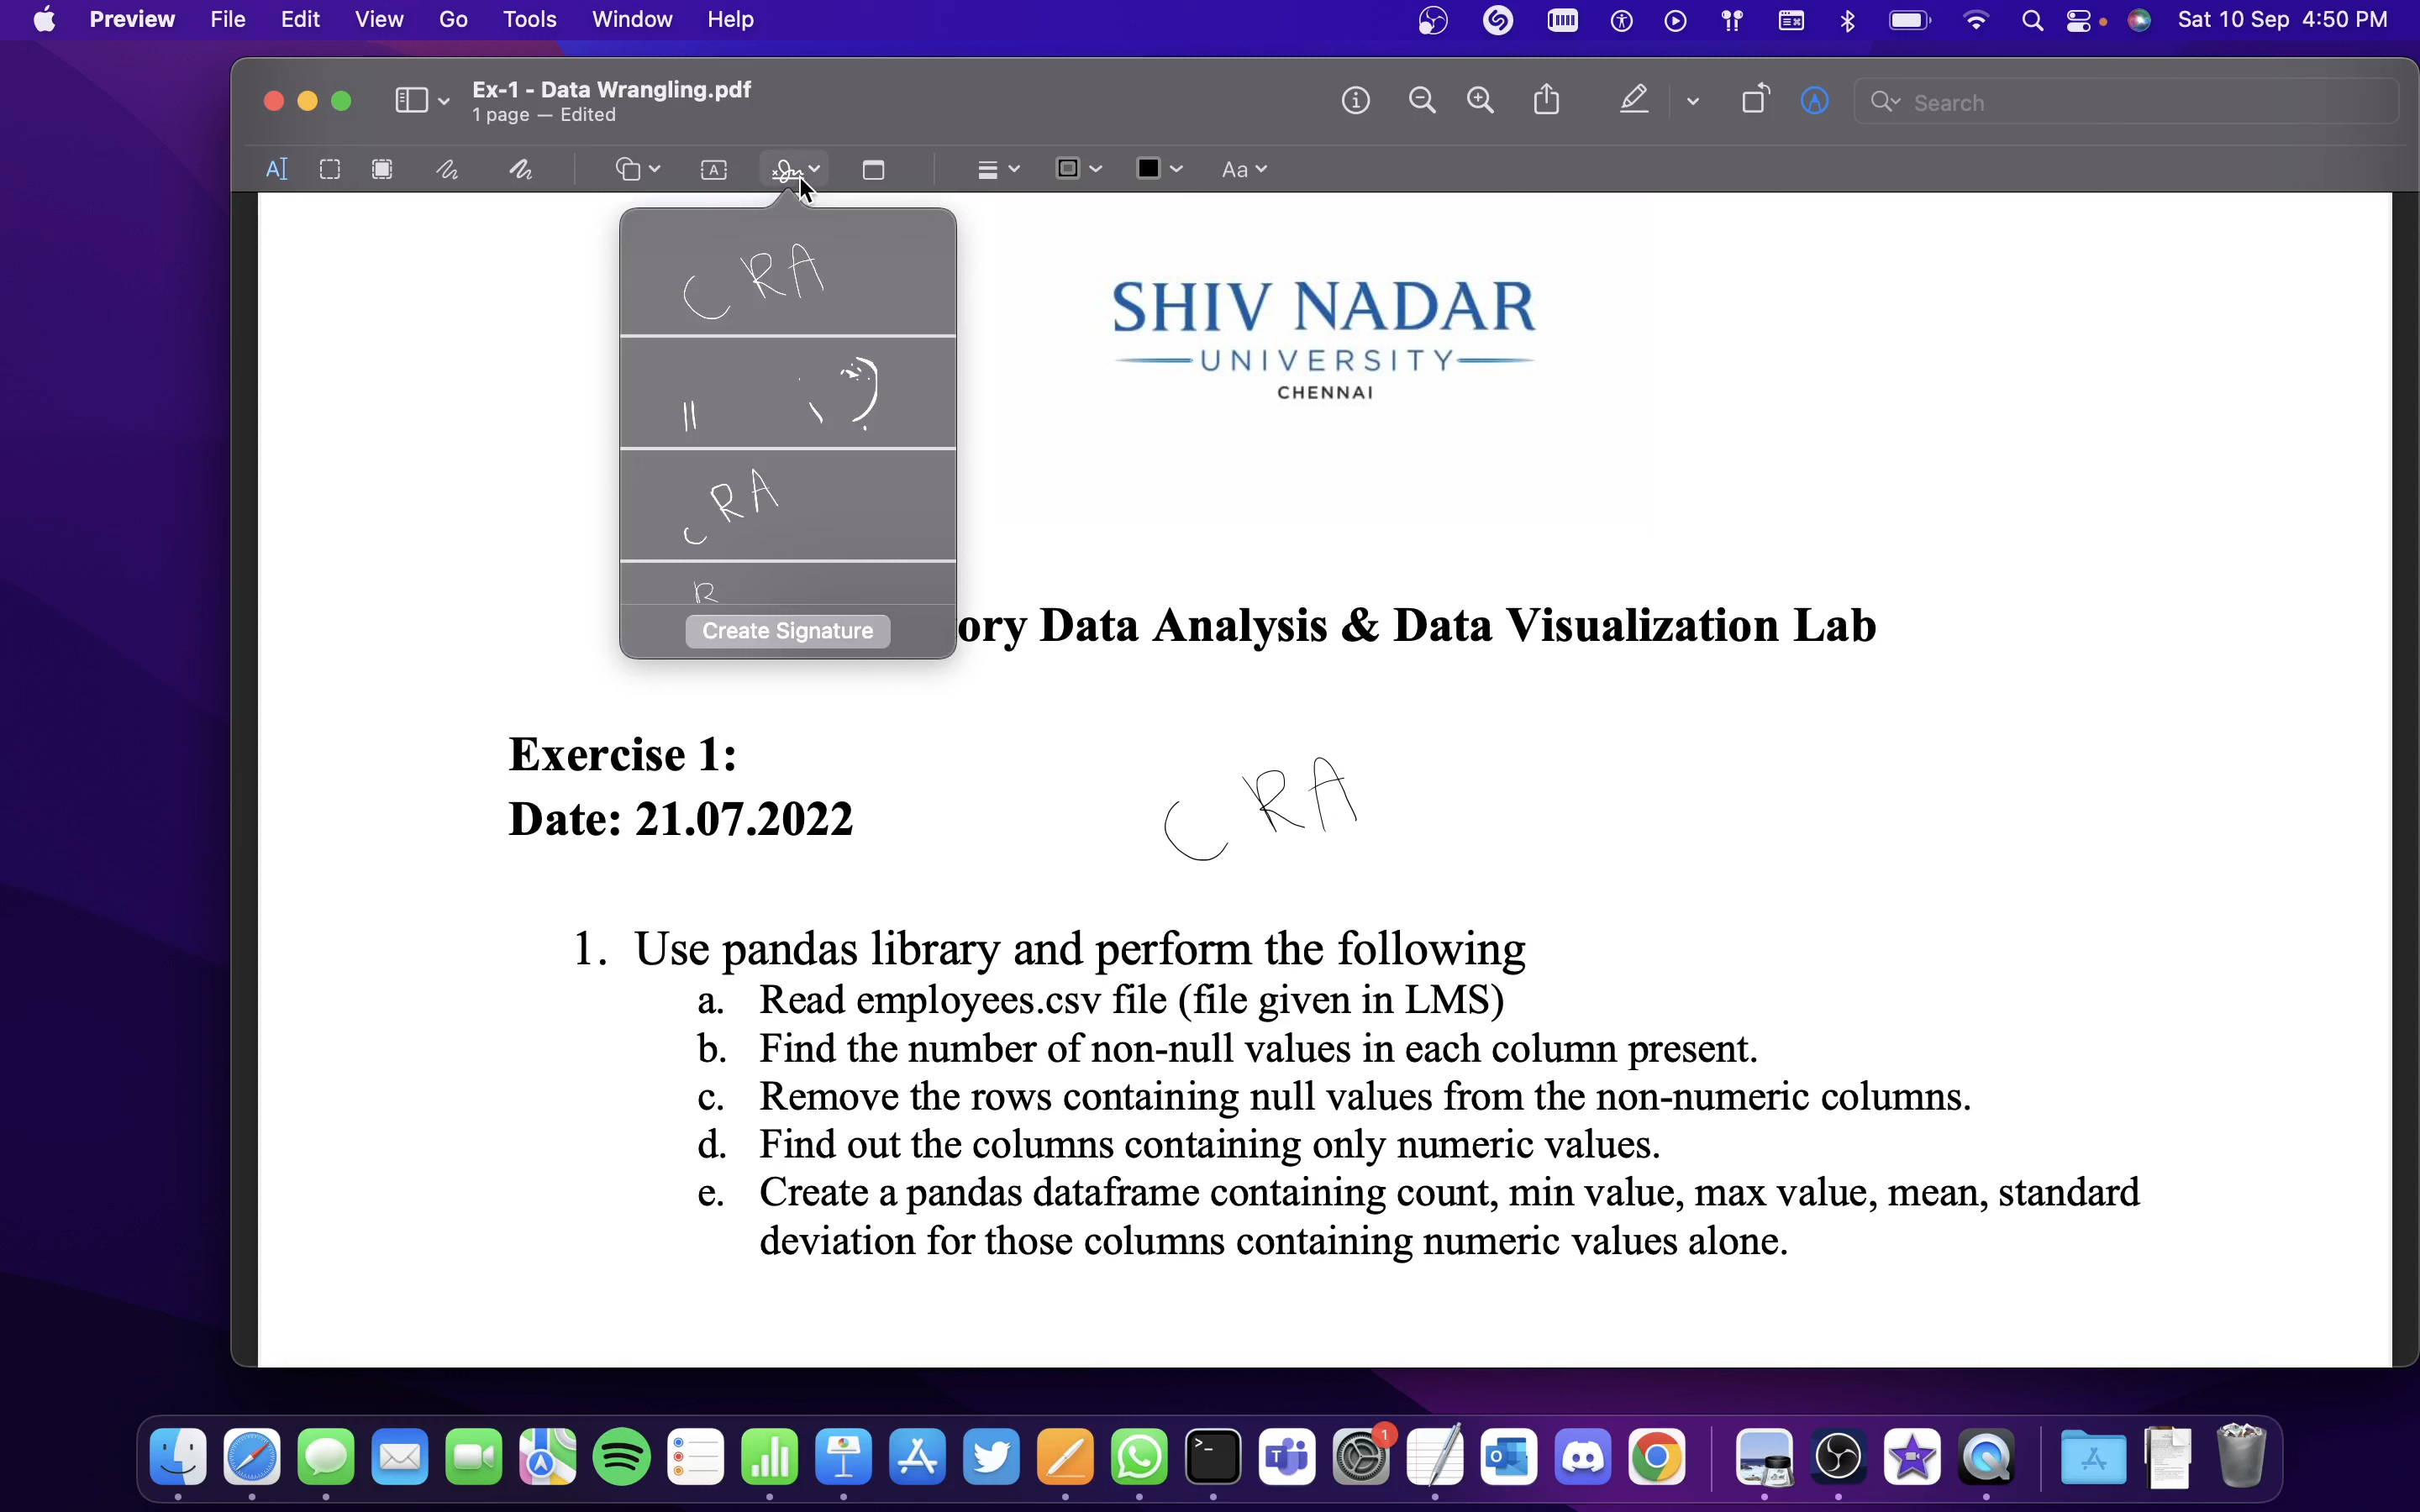 Preview File Edit View Go Tools Window Help Sat 10 Sep 4:50 PM
Ex-1 - Data Wrangling.pdf
1 page — Edited
Search
A A Aa
CRA
CRA
R
Create Signature
SHIV NADAR
UNIVERSITY
CHENNAI
ory Data Analysis & Data Visualization Lab
Exercise 1:
Date: 21.07.2022
CRA
1. Use pandas library and perform the following
a. Read employees.csv file (file given in LMS)
b. Find the number of non-null values in each column present.
c. Remove the rows containing null values from the non-numeric columns.
d. Find out the columns containing only numeric values.
e. Create a pandas dataframe containing count, min value, max value, mean, standard
deviation for those columns containing numeric values alone.
1